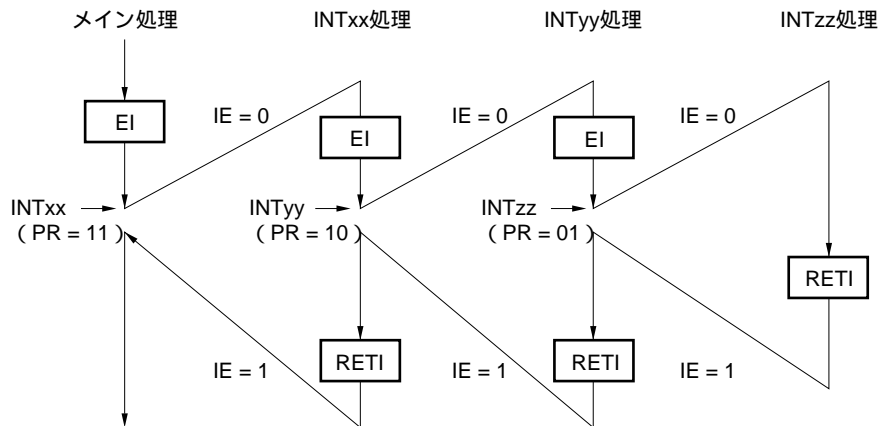 メイン処理 INTxx処理 INTyy処理 INTzz処理
EI IE = 0 EI IE = 0 EI IE = 0
INTxx INTyy INTzz
（PR = 11） （PR = 10） （PR = 01）
RETI
IE = 1 RETI IE = 1 RETI IE = 1